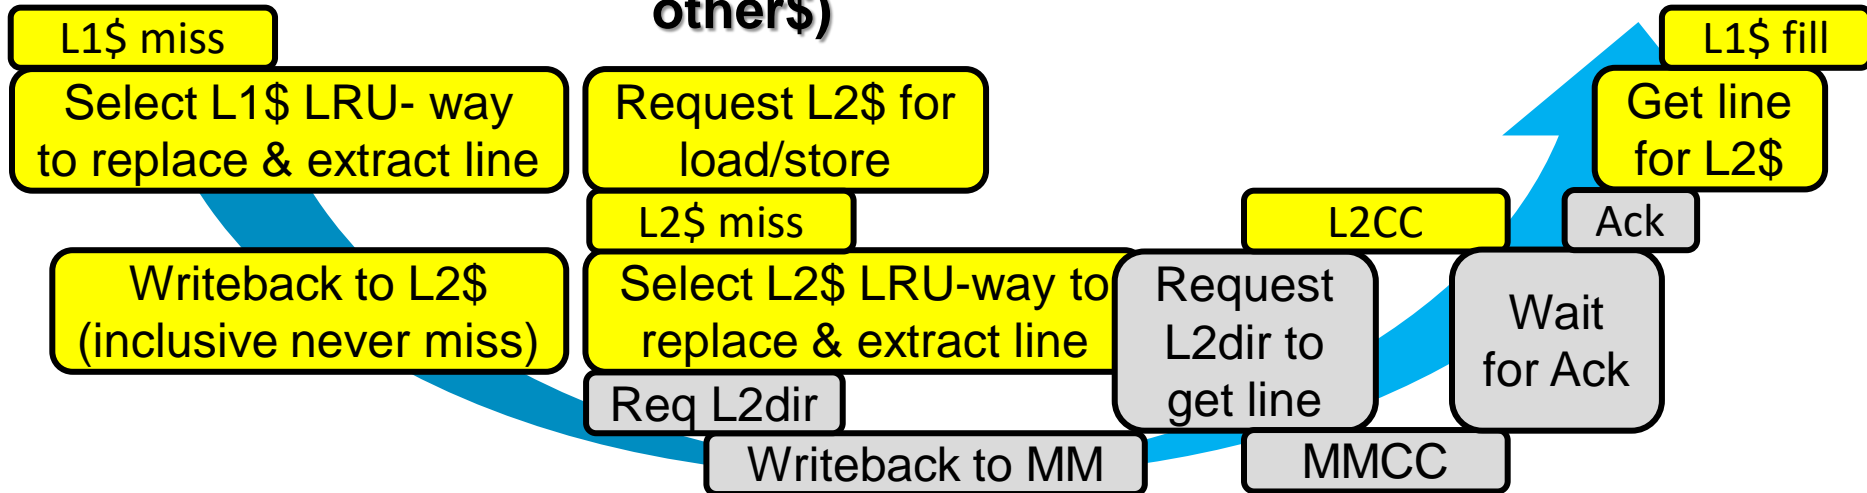 other$)
L1$ miss
L1$ fill
Select L1$ LRU- way
to replace & extract line
Request L2$ for
load/store
Get line
for L2$
L2$ miss
L2CC
Ack
Writeback to L2$
(inclusive never miss)
Select L2$ LRU-way to
replace & extract line
Request
L2dir to
get line
Wait
for Ack
Req L2dir
Writeback to MM
MMCC